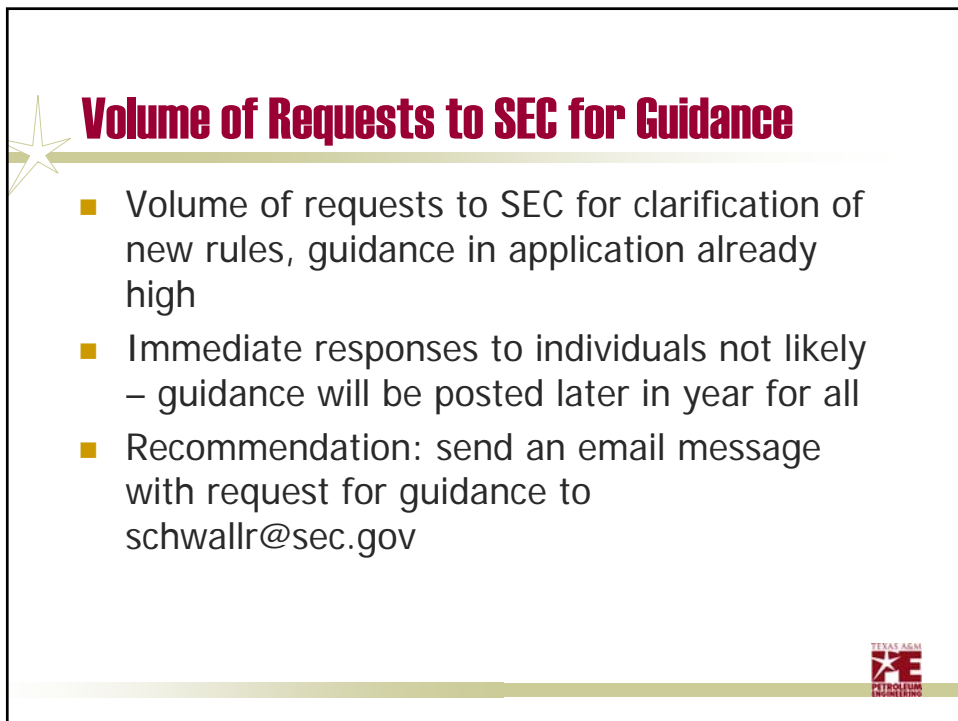 Volume of Requests to SEC for Guidance
Volume of requests to SEC for clarification of
new rules, guidance in application already
high
Immediate responses to individuals not likely
– guidance will be posted later in year for all
Recommendation: send an email message
with request for guidance to
schwallr@sec.gov
TEXAS A&M
PE
PETROLEUM
ENGINEERING